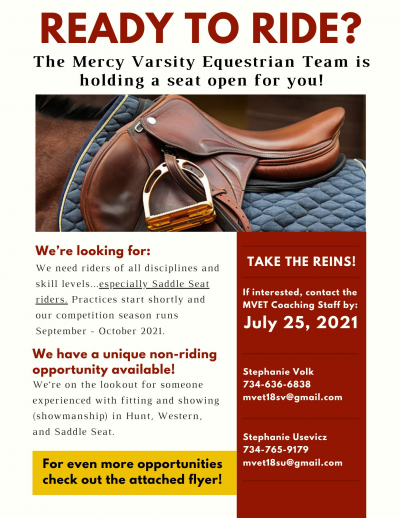 READY TO RIDE?
The Mercy Varsity Equestrian Team is
holding a seat open for you!
We're looking for:
We need riders of all disciplines and
skill levels...especially Saddle Seat
riders. Practices start shortly and
our competition season runs
September - October 2021.
We have a unique non-riding
opportunity available!
We're on the lookout for someone
experienced with fitting and showing
(showmanship) in Hunt, Western,
and Saddle Seat.
For even more opportunities
check out the attached flyer!
TAKE THE REINS!
If interested, contact the
MVET Coaching Staff by:
July 25, 2021
Stephanie Volk
734-636-6838
mvet18sv@gmail.com
Stephanie Usevicz
734-765-9179
mvet18su@gmail.com